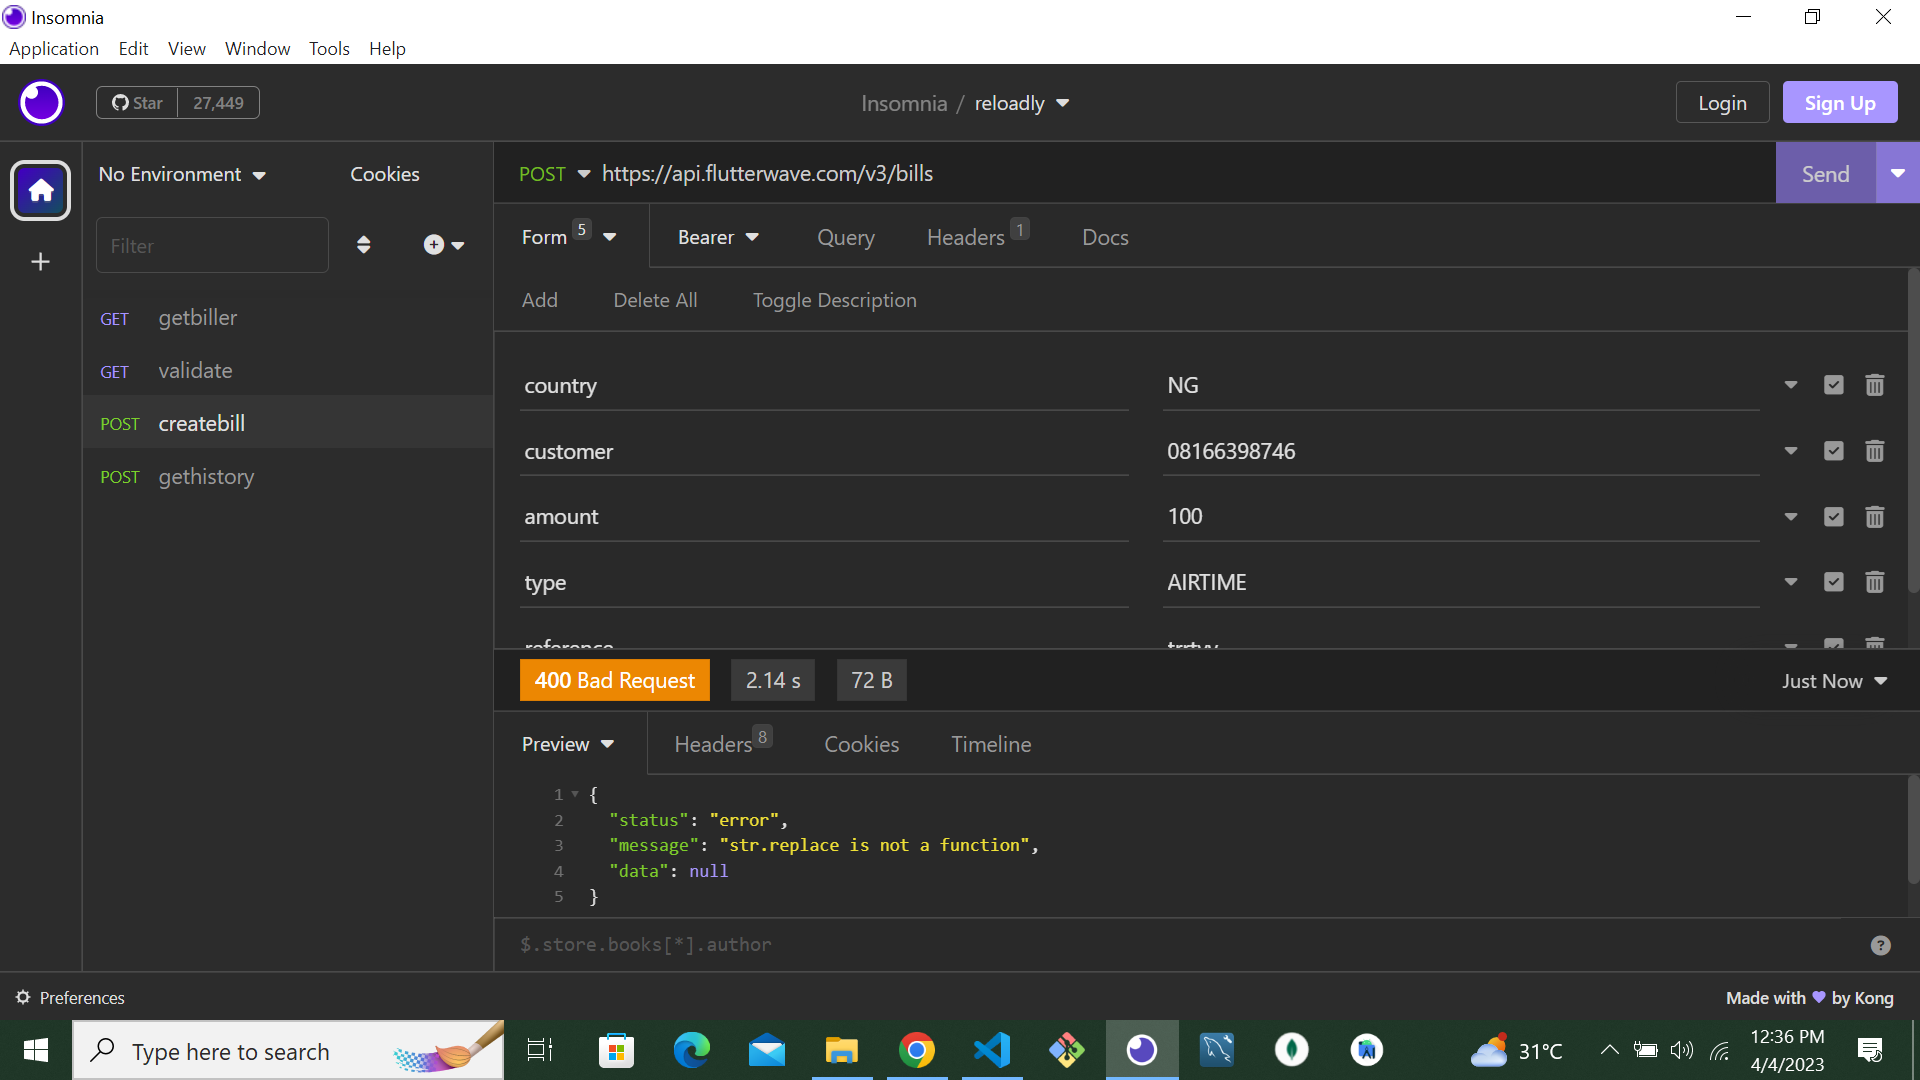 Insomnia
Application Edit View Window Tools Help
Star 27,449
Insomnia / reloadly
Login Sign Up
No Environment Cookies
POST https://api.flutterwave.com/v3/bills
Send
Filter
Form 5 Bearer Query Headers 1 Docs
Add Delete All Toggle Description
GET getbiller
GET validate
POST createbill
POST gethistory
country NG
customer 08166398746
amount 100
type AIRTIME
reference trrtyy
400 Bad Request 2.14 s 72 B Just Now
Preview Headers 8 Cookies Timeline
1 {
2 "status": "error",
3 "message": "str.replace is not a function",
4 "data": null
5 }
$.store.books[*].author
?
Preferences Made with by Kong
Type here to search
31°C
12:36 PM
4/4/2023